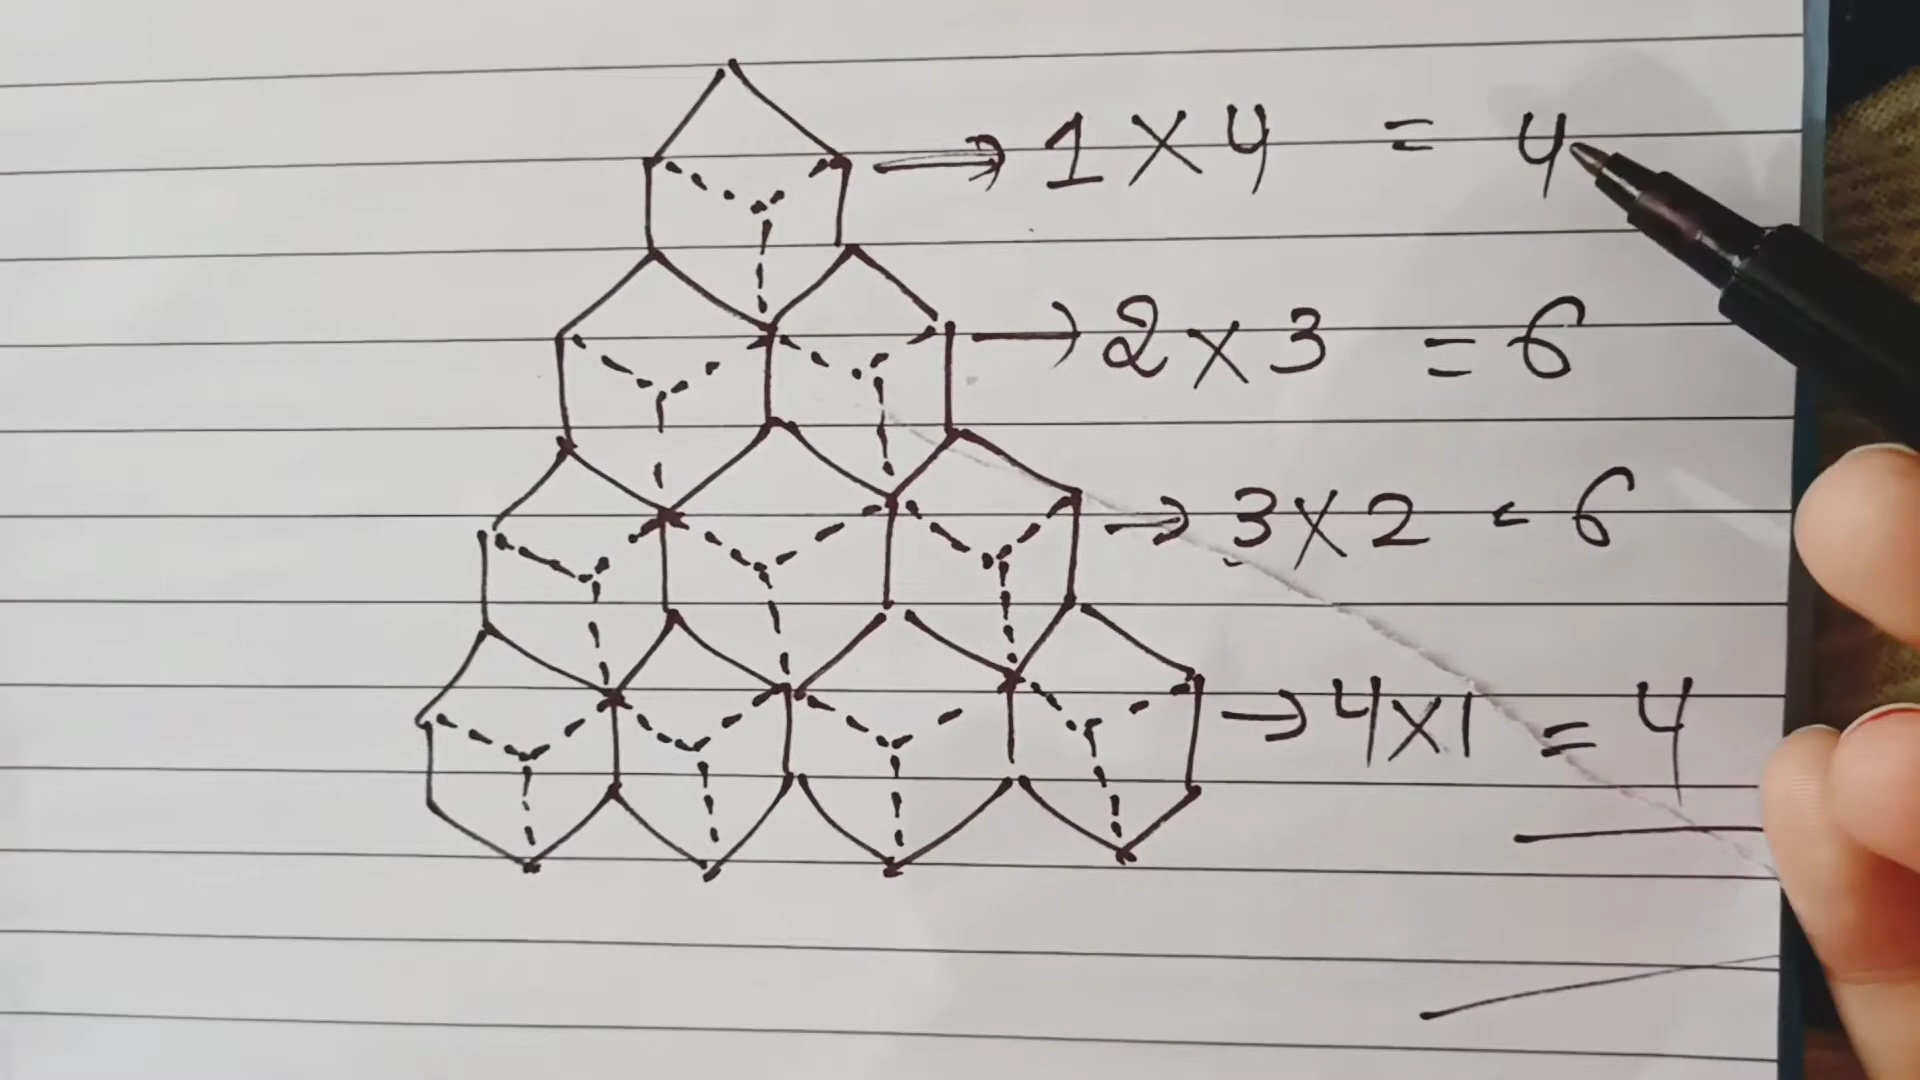 → 1 × 4 = 4
→ 2 × 3 = 6
→ 3 × 2 = 6
→ 4 × 1 = 4